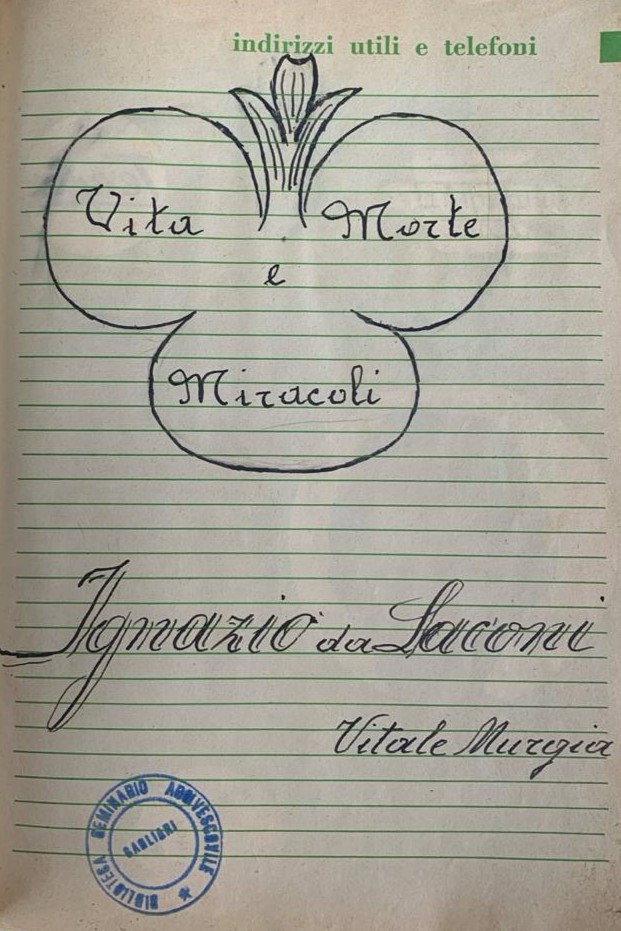 indirizzi utili e telefoni
Vita Morte
e
Miracoli
Ignazio da Laconi
Vitale Murgia
BIBLIOTECA SEMINARIO ARCIVESCOVILE
CAGLIARI